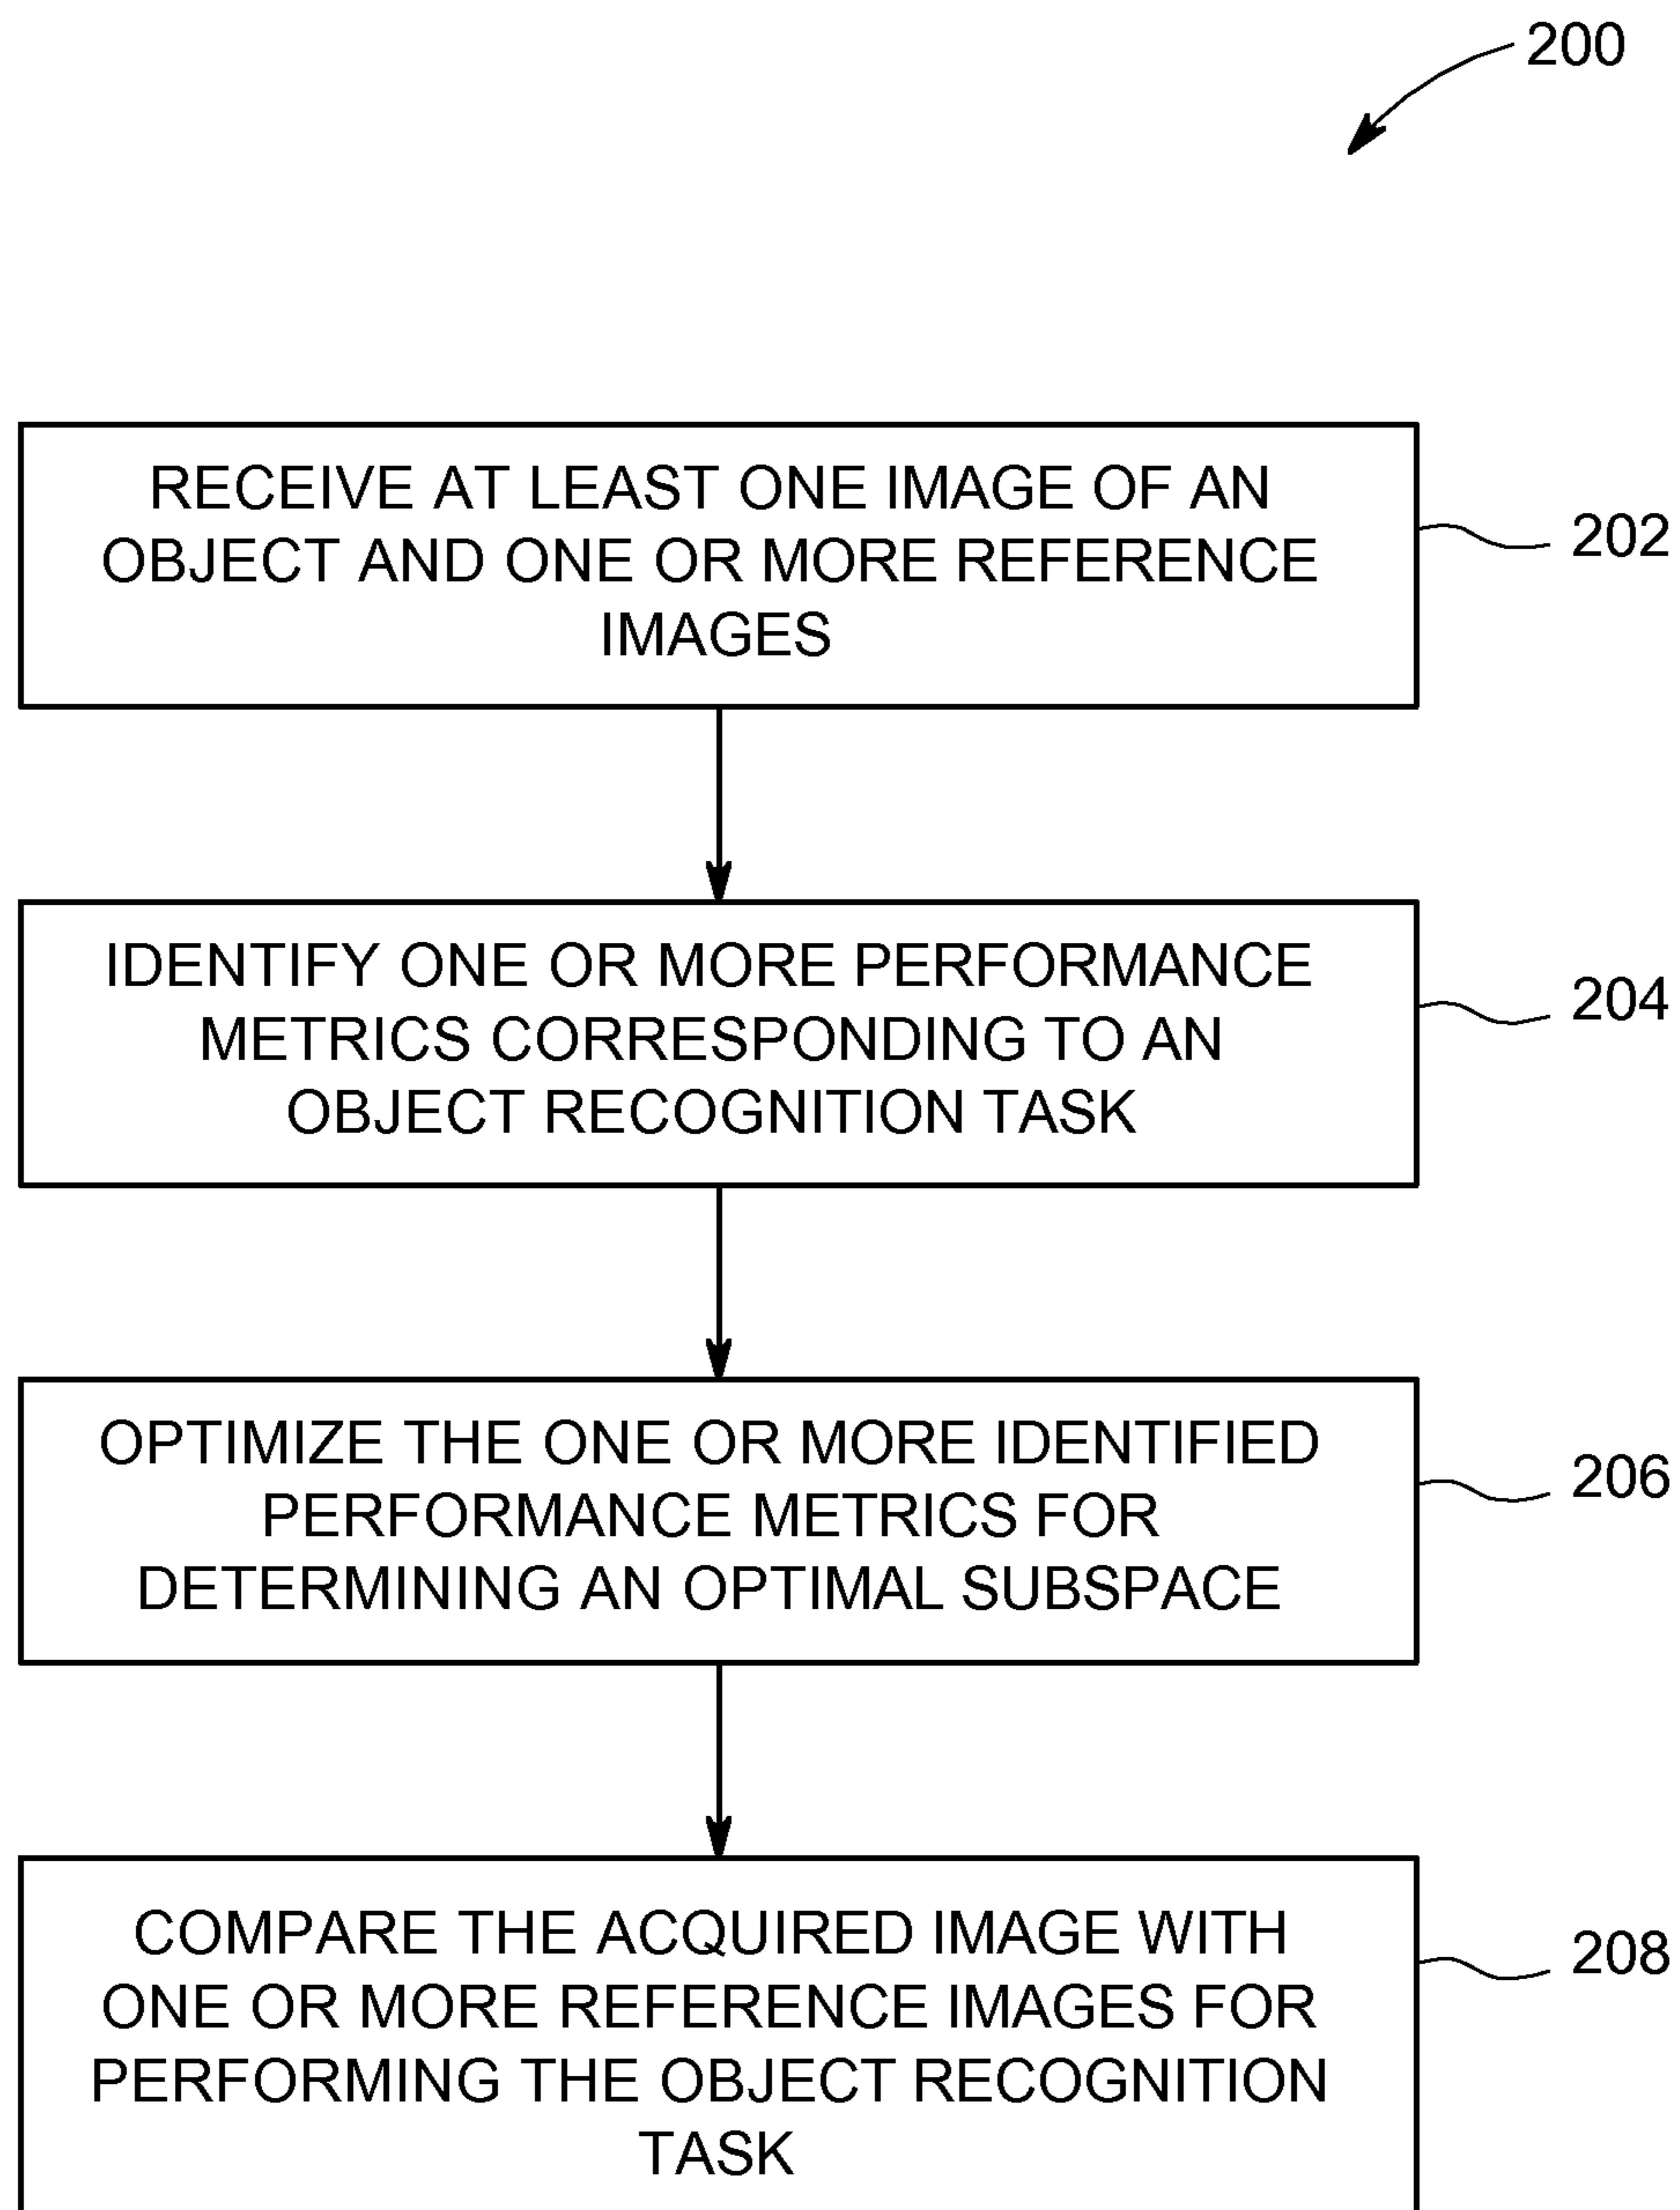 200
RECEIVE AT LEAST ONE IMAGE OF AN
OBJECT AND ONE OR MORE REFERENCE
IMAGES
202
IDENTIFY ONE OR MORE PERFORMANCE
METRICS CORRESPONDING TO AN
OBJECT RECOGNITION TASK
204
OPTIMIZE THE ONE OR MORE IDENTIFIED
PERFORMANCE METRICS FOR
DETERMINING AN OPTIMAL SUBSPACE
206
COMPARE THE ACQUIRED IMAGE WITH
ONE OR MORE REFERENCE IMAGES FOR
PERFORMING THE OBJECT RECOGNITION
TASK
208